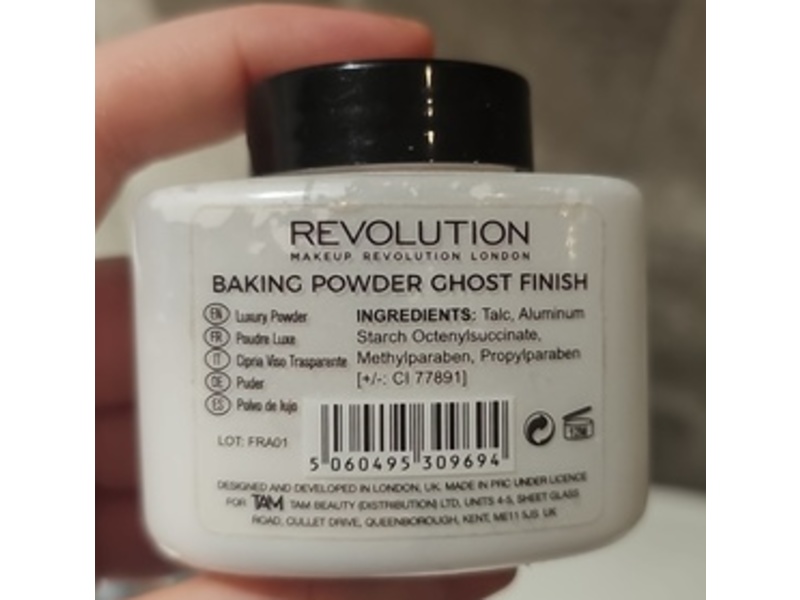 REVOLUTION
MAKEUP REVOLUTION LONDON
BAKING POWDER GHOST FINISH
EN Luxury Powder
FR Poudre Luxe
IT Cipria Viso Trasparente
DE Puder
ES Polvo de lujo
INGREDIENTS: Talc, Aluminum
Starch Octenylsuccinate,
Methylparaben, Propylparaben
[+/-: CI 77891]
LOT: FRA01
5 060495 309694
12M
DESIGNED AND DEVELOPED IN LONDON, UK. MADE IN PRC UNDER LICENCE
FOR TAM TAM BEAUTY (DISTRIBUTION) LTD, UNITS 4-5, SHEET GLASS
ROAD, CULLET DRIVE, QUEENBOROUGH, KENT, ME11 5JS. UK